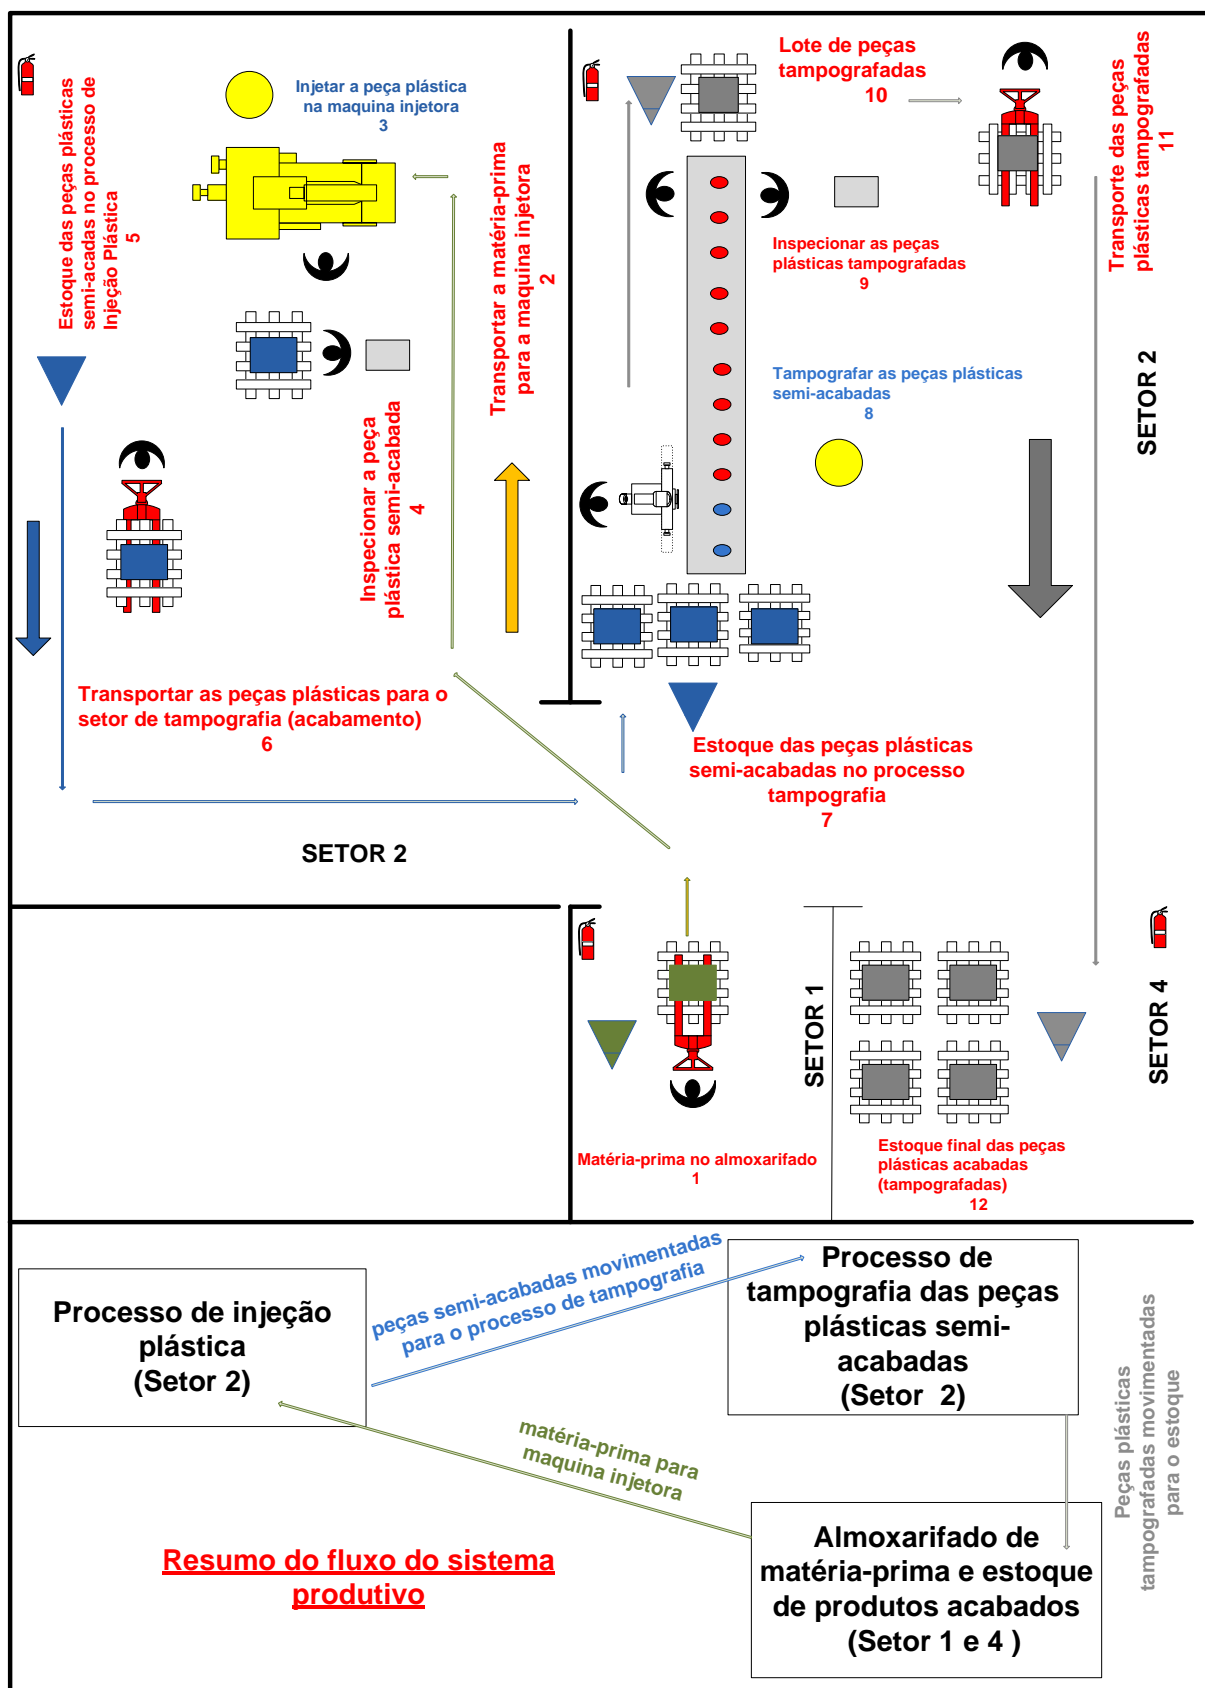 Estoque das peças plásticas
semi-acadas no processo de
Injeção Plástica
5
Injetar a peça plástica
na maquina injetora
3
Transportar a matéria-prima
para a maquina injetora
2
Inspecionar a peça
plástica semi-acabada
4
Transportar as peças plásticas para o
setor de tampografia (acabamento)
6
SETOR 2
Lote de peças
tampografadas
10
Transporte das peças
plásticas tampografadas
11
Inspecionar as peças
plásticas tampografadas
9
Tampografar as peças plásticas
semi-acabadas
8
SETOR 2
Estoque das peças plásticas
semi-acabadas no processo
tampografia
7
Matéria-prima no almoxarifado
1
SETOR 1
Estoque final das peças
plásticas acabadas
(tampografadas)
12
SETOR 4
Processo de injeção
plástica
(Setor 2)
peças semi-acabadas movimentadas
para o processo de tampografia
Processo de
tampografia das peças
plásticas semi-
acabadas
(Setor 2)
matéria-prima para
maquina injetora
Peças plásticas
tampografadas movimentadas
para o estoque
Resumo do fluxo do sistema
produtivo
Almoxarifado de
matéria-prima e estoque
de produtos acabados
(Setor 1 e 4 )